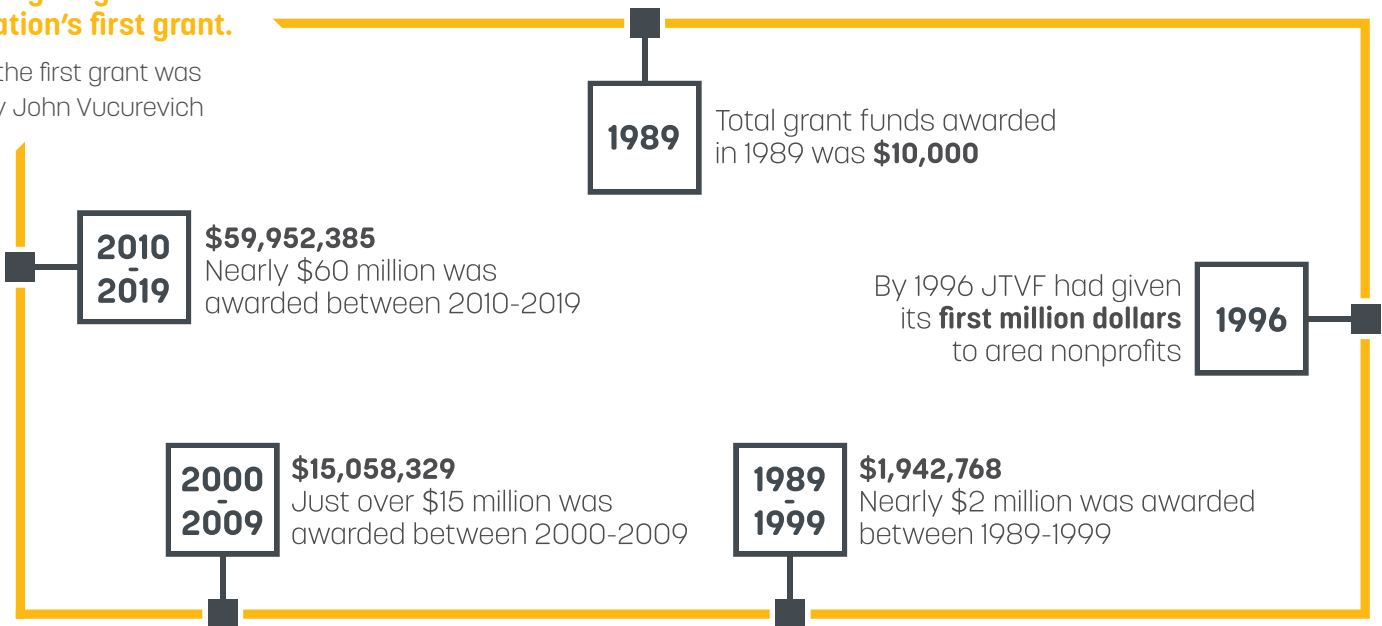 first grant.
the first grant was
John Vucurevich
1989
Total grant funds awarded
in 1989 was $10,000
By 1996 JTVF had given
its first million dollars
to area nonprofits
1996
1989
-
1999
$1,942,768
Nearly $2 million was awarded
between 1989-1999
2000
-
2009
$15,058,329
Just over $15 million was
awarded between 2000-2009
2010
-
2019
$59,952,385
Nearly $60 million was
awarded between 2010-2019